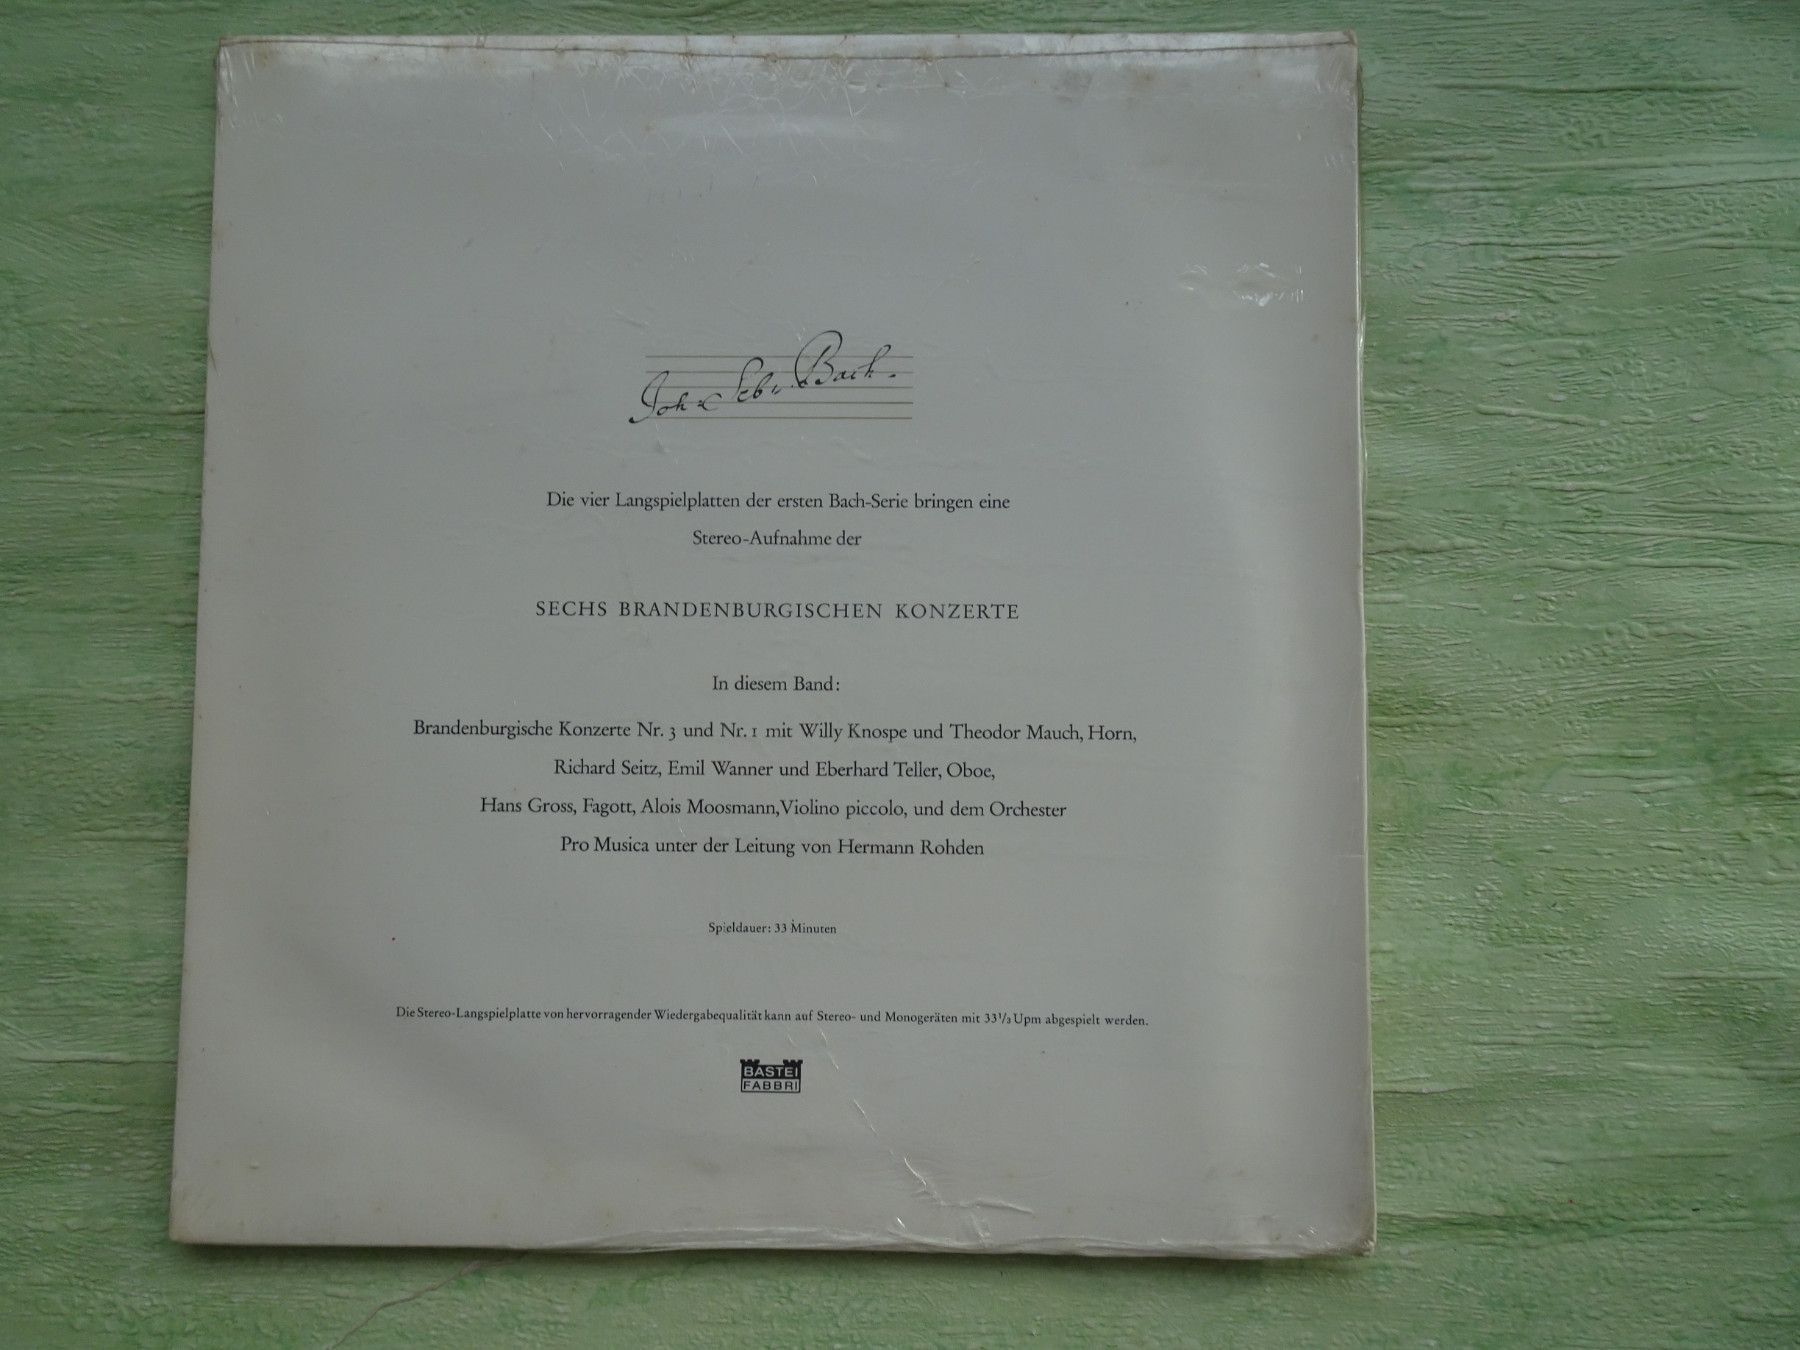 Joh. Seb. Bach.
Die vier Langspielplatten der ersten Bach-Serie bringen eine
Stereo-Aufnahme der
SECHS BRANDENBURGISCHEN KONZERTE
In diesem Band:
Brandenburgische Konzerte Nr. 3 und Nr. 1 mit Willy Knospe und Theodor Mauch, Horn,
Richard Seitz, Emil Wanner und Eberhard Teller, Oboe,
Hans Gross, Fagott, Alois Moosmann, Violino piccolo, und dem Orchester
Pro Musica unter der Leitung von Hermann Rohden
Spieldauer: 33 Minuten
Die Stereo-Langspielplatte von hervorragender Wiedergabequalität kann auf Stereo- und Monogeräten mit 33 1/3 Upm abgespielt werden.
BASTEI
FABBRI